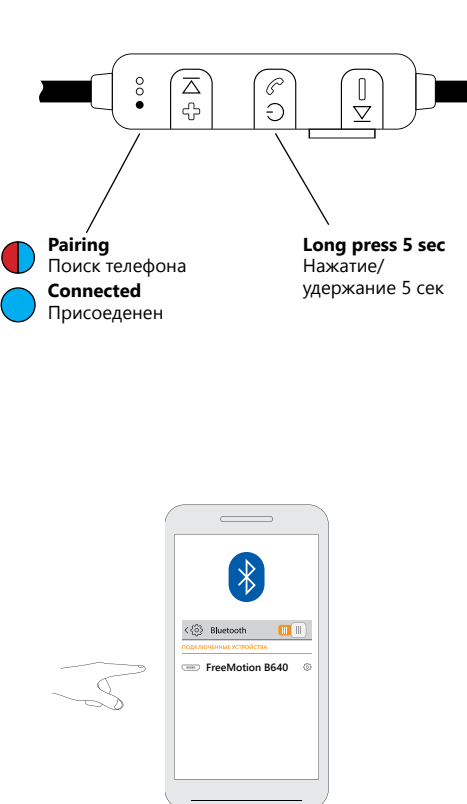 Pairing
Поиск телефона
Connected
Присоеденен
Long press 5 sec
Нажатие/
удержание 5 сек
Bluetooth
ПОДКЛЮЧЕННЫЕ УСТРОЙСТВА
FreeMotion B640